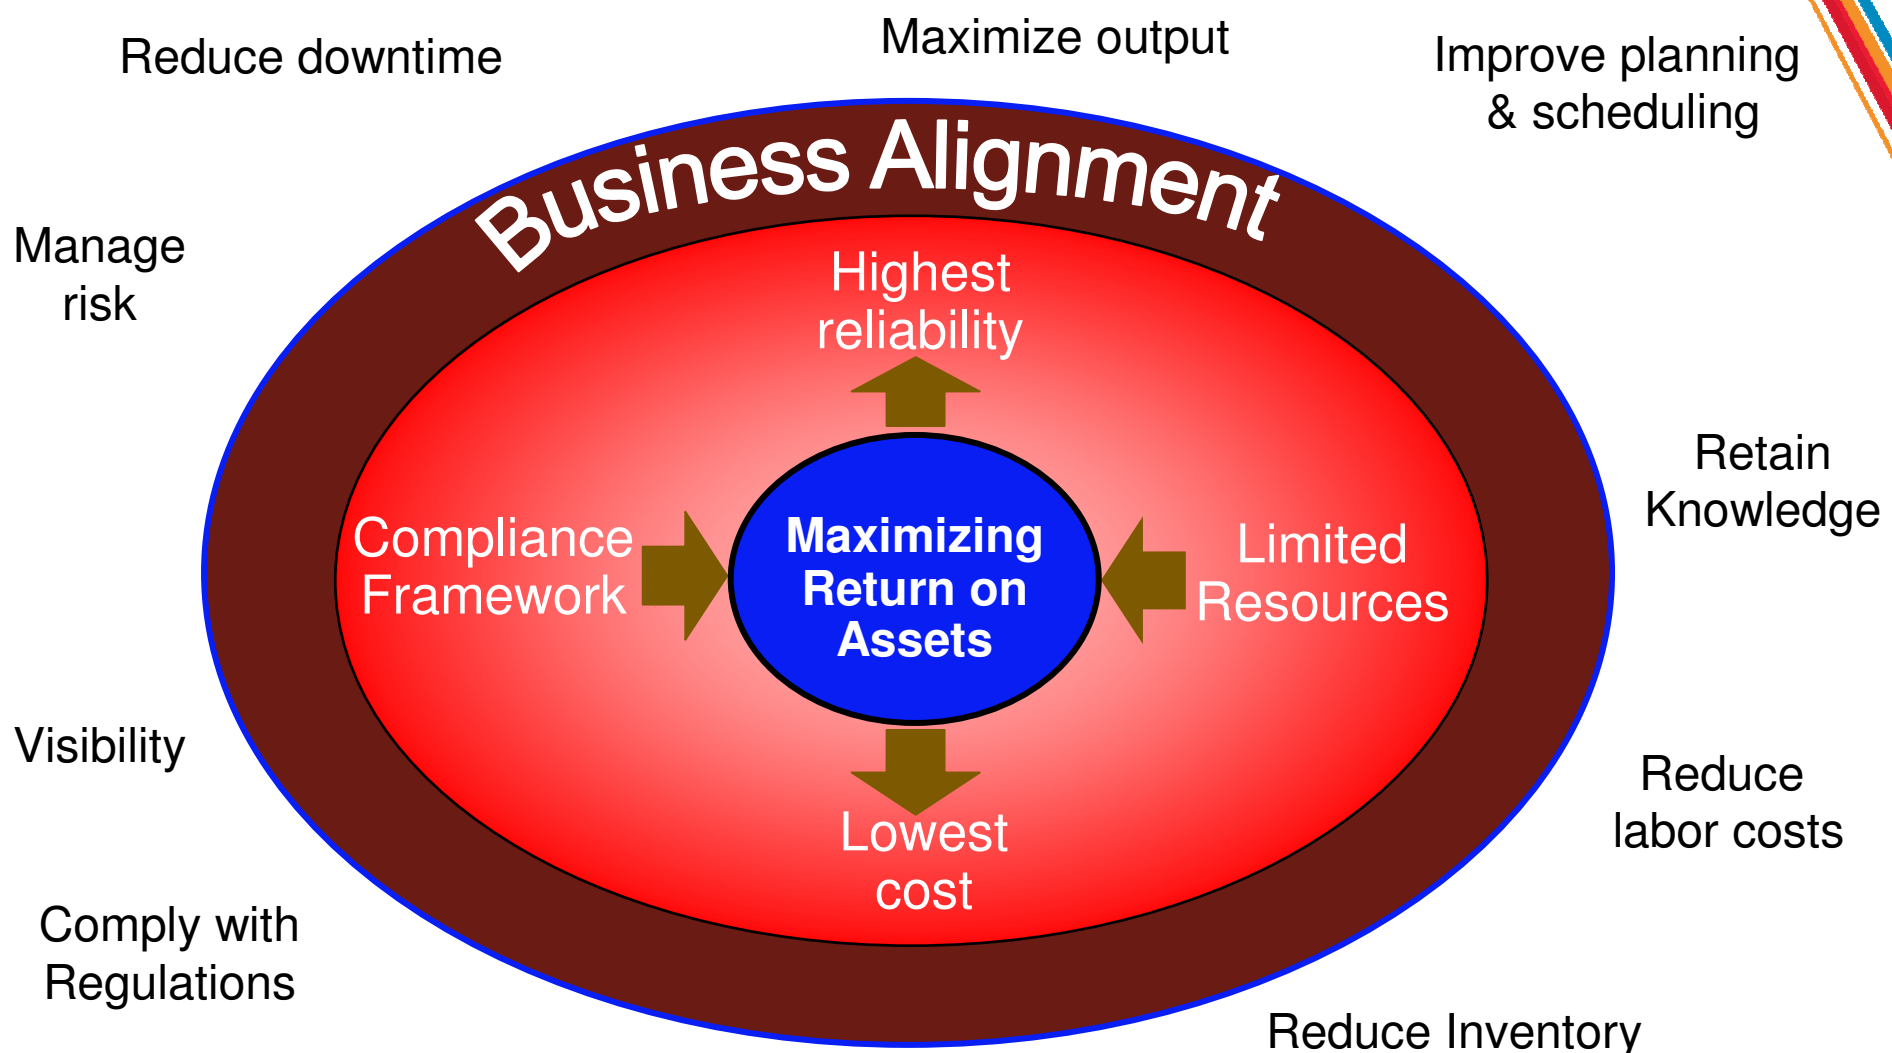 Reduce downtime
Maximize output
Improve planning
& scheduling
Business Alignment
Manage
risk
Highest
reliability
Retain
Knowledge
Compliance
Framework
Maximizing
Return on
Assets
Limited
Resources
Visibility
Reduce
labor costs
Lowest
cost
Comply with
Regulations
Reduce Inventory